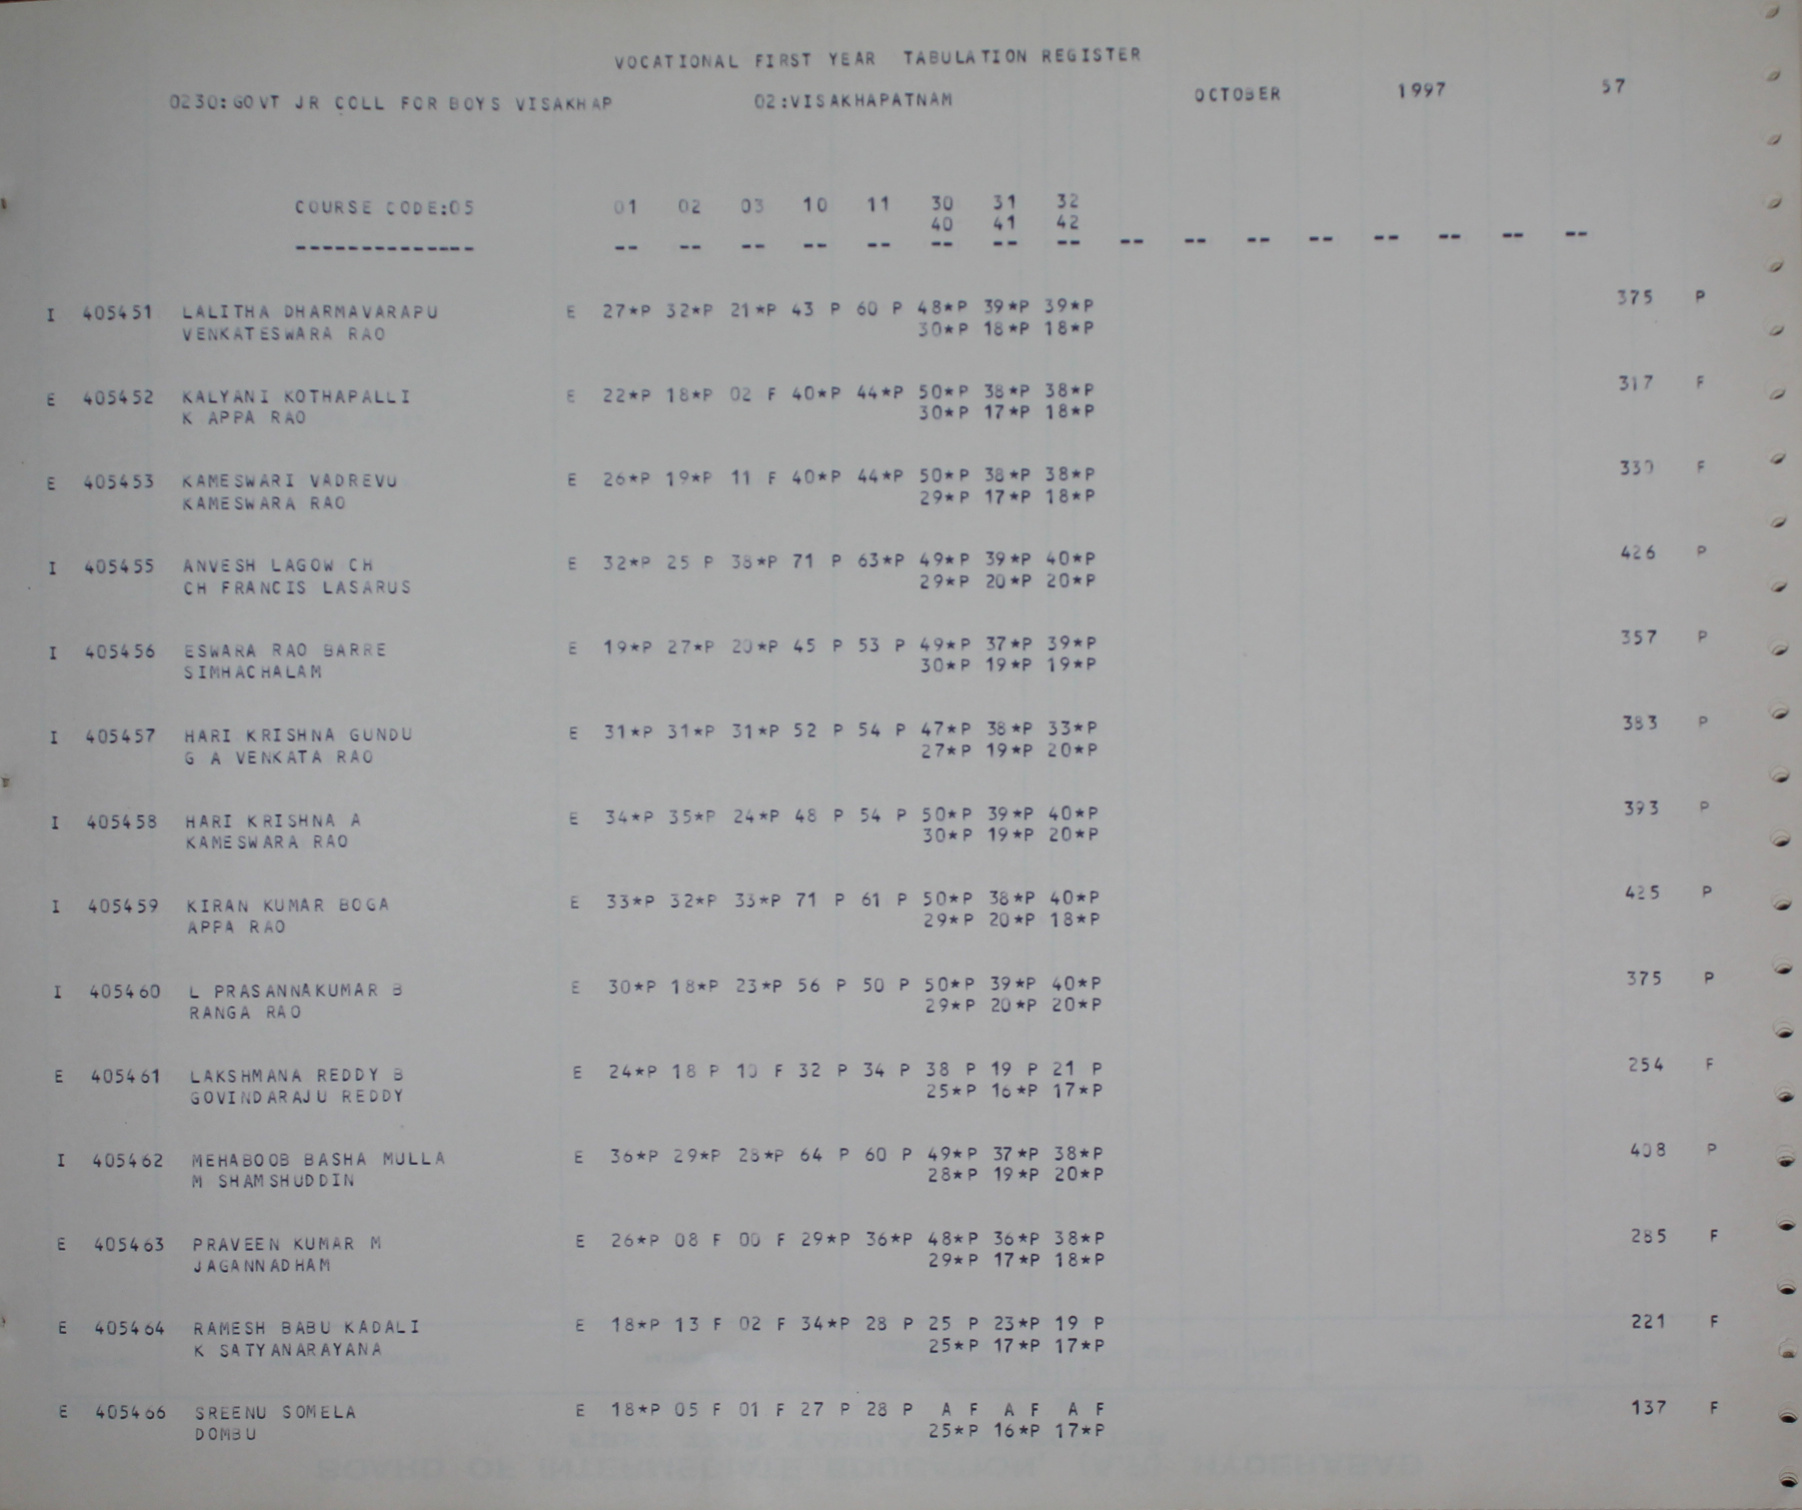 VOCATIONAL FIRST YEAR TABULATION REGISTER
0230:GOVT JR COLL FOR BOYS VISAKHAP 02:VISAKHAPATNAM OCTOBER 1997 57
COURSE CODE:05 01 02 03 10 11 30 31 32
40 41 42
-------------- -- -- -- -- -- -- -- -- -- -- -- -- -- -- -- --
I 405451 LALITHA DHARMAVARAPU E 27*P 32*P 21*P 43 P 60 P 48*P 39*P 39*P 375 P
VENKATESWARA RAO 30*P 18*P 18*P
E 405452 KALYANI KOTHAPALLI E 22*P 18*P 02 F 40*P 44*P 50*P 38*P 38*P 317 F
K APPA RAO 30*P 17*P 18*P
E 405453 KAMESWARI VADREVU E 26*P 19*P 11 F 40*P 44*P 50*P 38*P 38*P 330 F
KAMESWARA RAO 29*P 17*P 18*P
I 405455 ANVESH LAGOW CH E 32*P 25 P 38*P 71 P 63*P 49*P 39*P 40*P 426 P
CH FRANCIS LASARUS 29*P 20*P 20*P
I 405456 ESWARA RAO BARRE E 19*P 27*P 20*P 45 P 53 P 49*P 37*P 39*P 357 P
SIMHACHALAM 30*P 19*P 19*P
I 405457 HARI KRISHNA GUNDU E 31*P 31*P 31*P 52 P 54 P 47*P 38*P 33*P 383 P
G A VENKATA RAO 27*P 19*P 20*P
I 405458 HARI KRISHNA A E 34*P 35*P 24*P 48 P 54 P 50*P 39*P 40*P 393 P
KAMESWARA RAO 30*P 19*P 20*P
I 405459 KIRAN KUMAR BOGA E 33*P 32*P 33*P 71 P 61 P 50*P 38*P 40*P 425 P
APPA RAO 29*P 20*P 18*P
I 405460 L PRASANNAKUMAR B E 30*P 18*P 23*P 56 P 50 P 50*P 39*P 40*P 375 P
RANGA RAO 29*P 20*P 20*P
E 405461 LAKSHMANA REDDY B E 24*P 18 P 10 F 32 P 34 P 38 P 19 P 21 P 254 F
GOVINDARAJU REDDY 25*P 16*P 17*P
I 405462 MEHABOOB BASHA MULLA E 36*P 29*P 28*P 64 P 60 P 49*P 37*P 38*P 408 P
M SHAMSHUDDIN 28*P 19*P 20*P
E 405463 PRAVEEN KUMAR M E 26*P 08 F 00 F 29*P 36*P 48*P 36*P 38*P 285 F
JAGANNADHAM 29*P 17*P 18*P
E 405464 RAMESH BABU KADALI E 18*P 13 F 02 F 34*P 28 P 25 P 23*P 19 P 221 F
K SATYANARAYANA 25*P 17*P 17*P
E 405466 SREENU SOMELA E 18*P 05 F 01 F 27 P 28 P A F A F A F 137 F
DOMBU 25*P 16*P 17*P